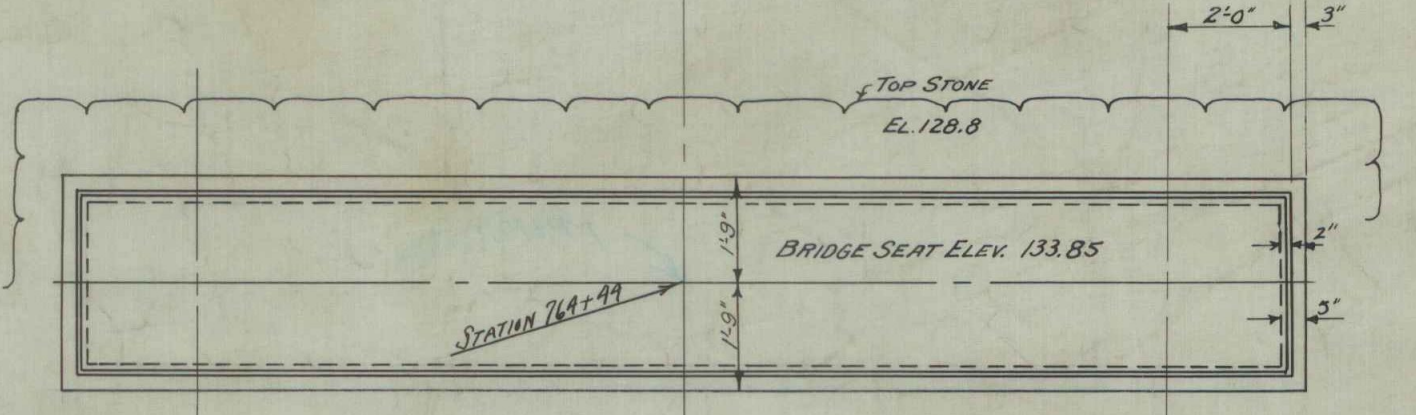 2'-0" 3"
TOP STONE
EL. 128.8
1'-9"
BRIDGE SEAT ELEV. 133.85
2"
STATION 764+44
1'-9"
5"